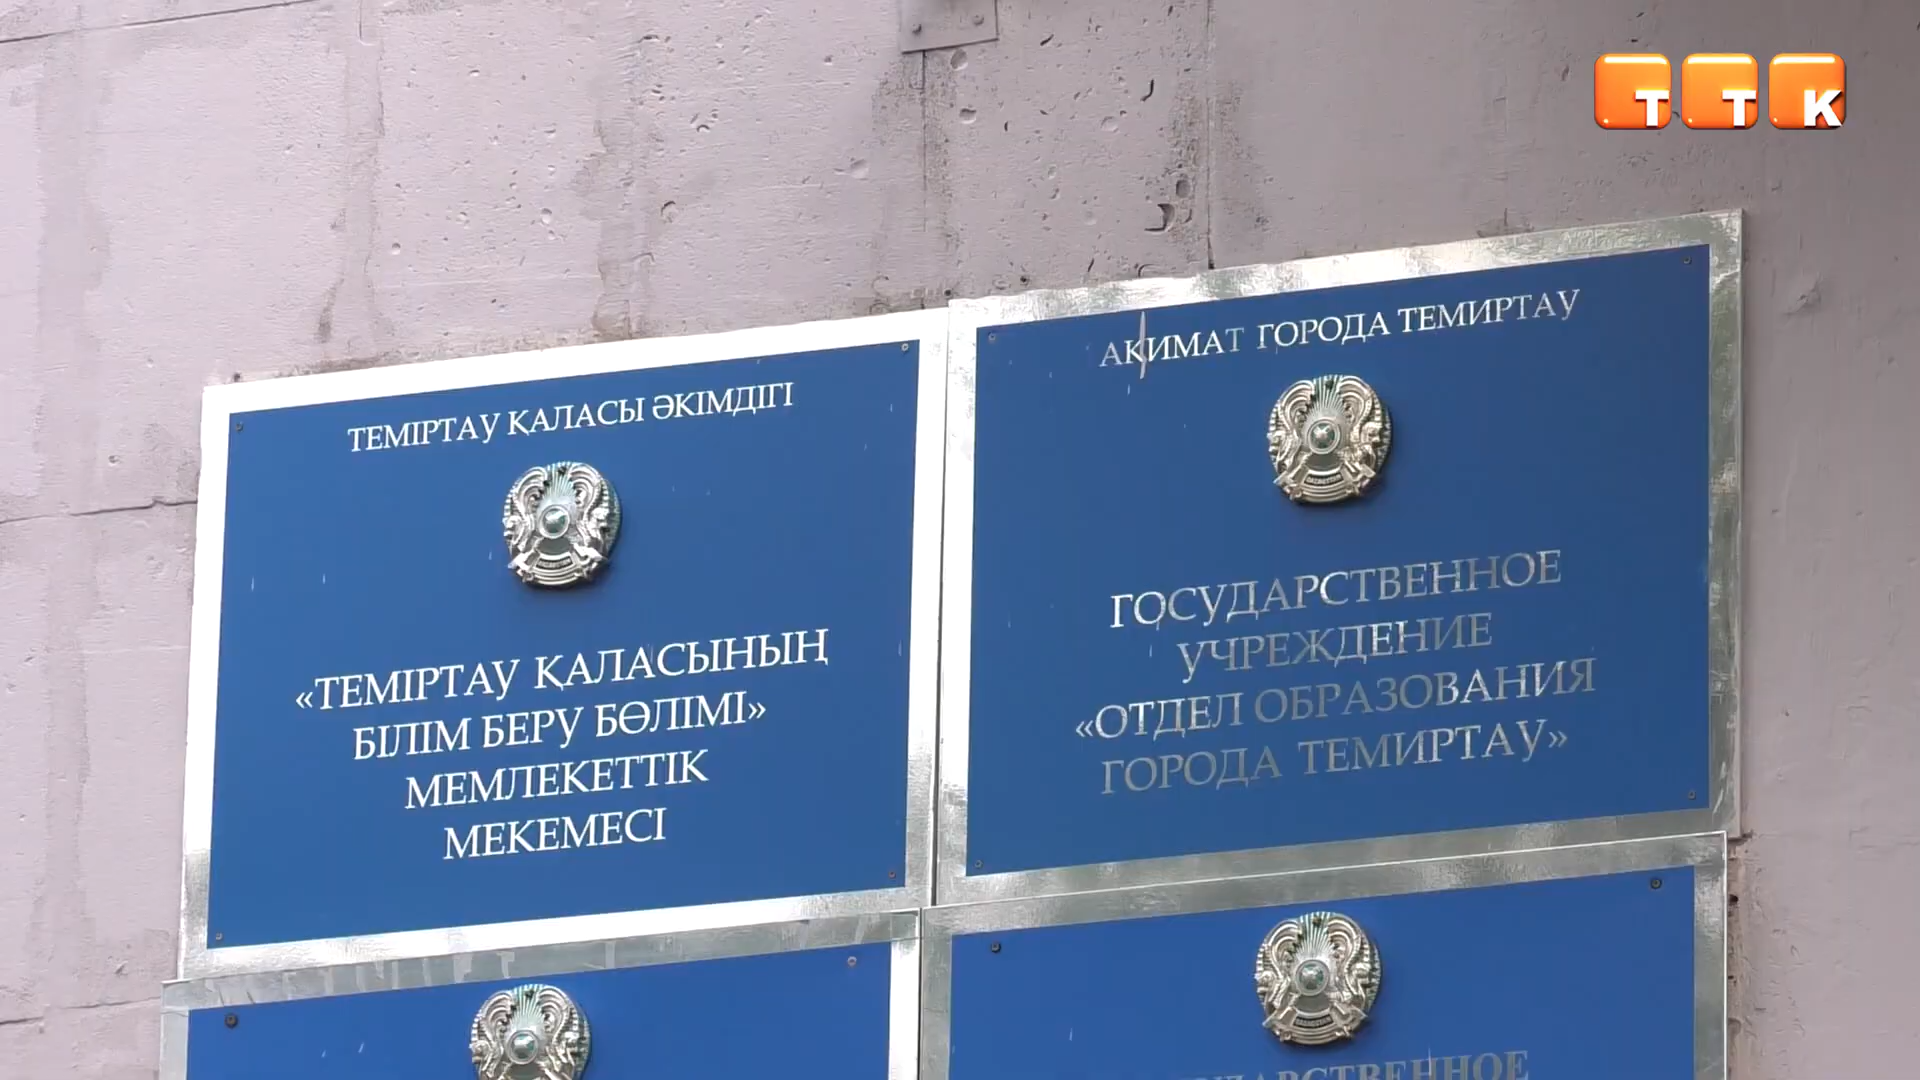 ТТК
ТЕМІРТАУ ҚАЛАСЫ ӘКІМДІГІ
«ТЕМІРТАУ ҚАЛАСЫНЫҢ
БІЛІМ БЕРУ БӨЛІМІ»
МЕМЛЕКЕТТІК
МЕКЕМЕСІ
АКИМАТ ГОРОДА ТЕМИРТАУ
ГОСУДАРСТВЕННОЕ
УЧРЕЖДЕНИЕ
«ОТДЕЛ ОБРАЗОВАНИЯ
ГОРОДА ТЕМИРТАУ»
ГОСУДАРСТВЕННОЕ